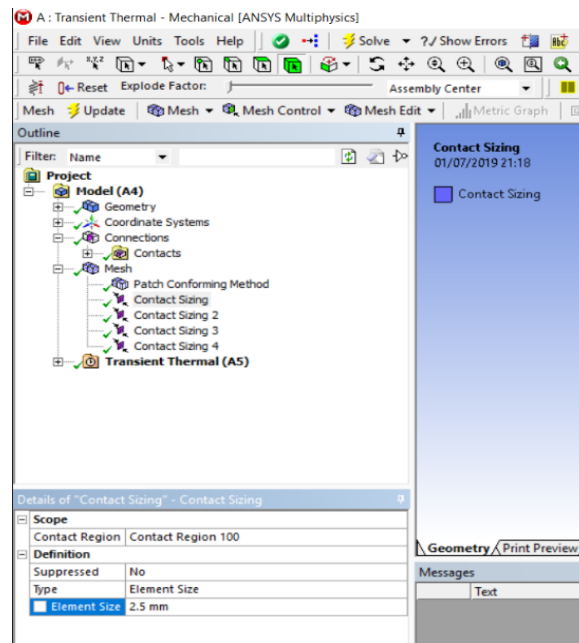 A : Transient Thermal - Mechanical [ANSYS Multiphysics]
File Edit View Units Tools Help Solve ?/ Show Errors
Reset Explode Factor: Assembly Center
Mesh Update Mesh Mesh Control Mesh Edit Metric Graph
Outline
Filter: Name
Project
Model (A4)
Geometry
Coordinate Systems
Connections
Contacts
Mesh
Patch Conforming Method
Contact Sizing
Contact Sizing 2
Contact Sizing 3
Contact Sizing 4
Transient Thermal (A5)
Contact Sizing
01/07/2019 21:18
Contact Sizing
Details of "Contact Sizing" - Contact Sizing
Scope
Contact Region Contact Region 100
Definition
Suppressed No
Type Element Size
Element Size 2.5 mm
Geometry Print Preview
Messages
Text